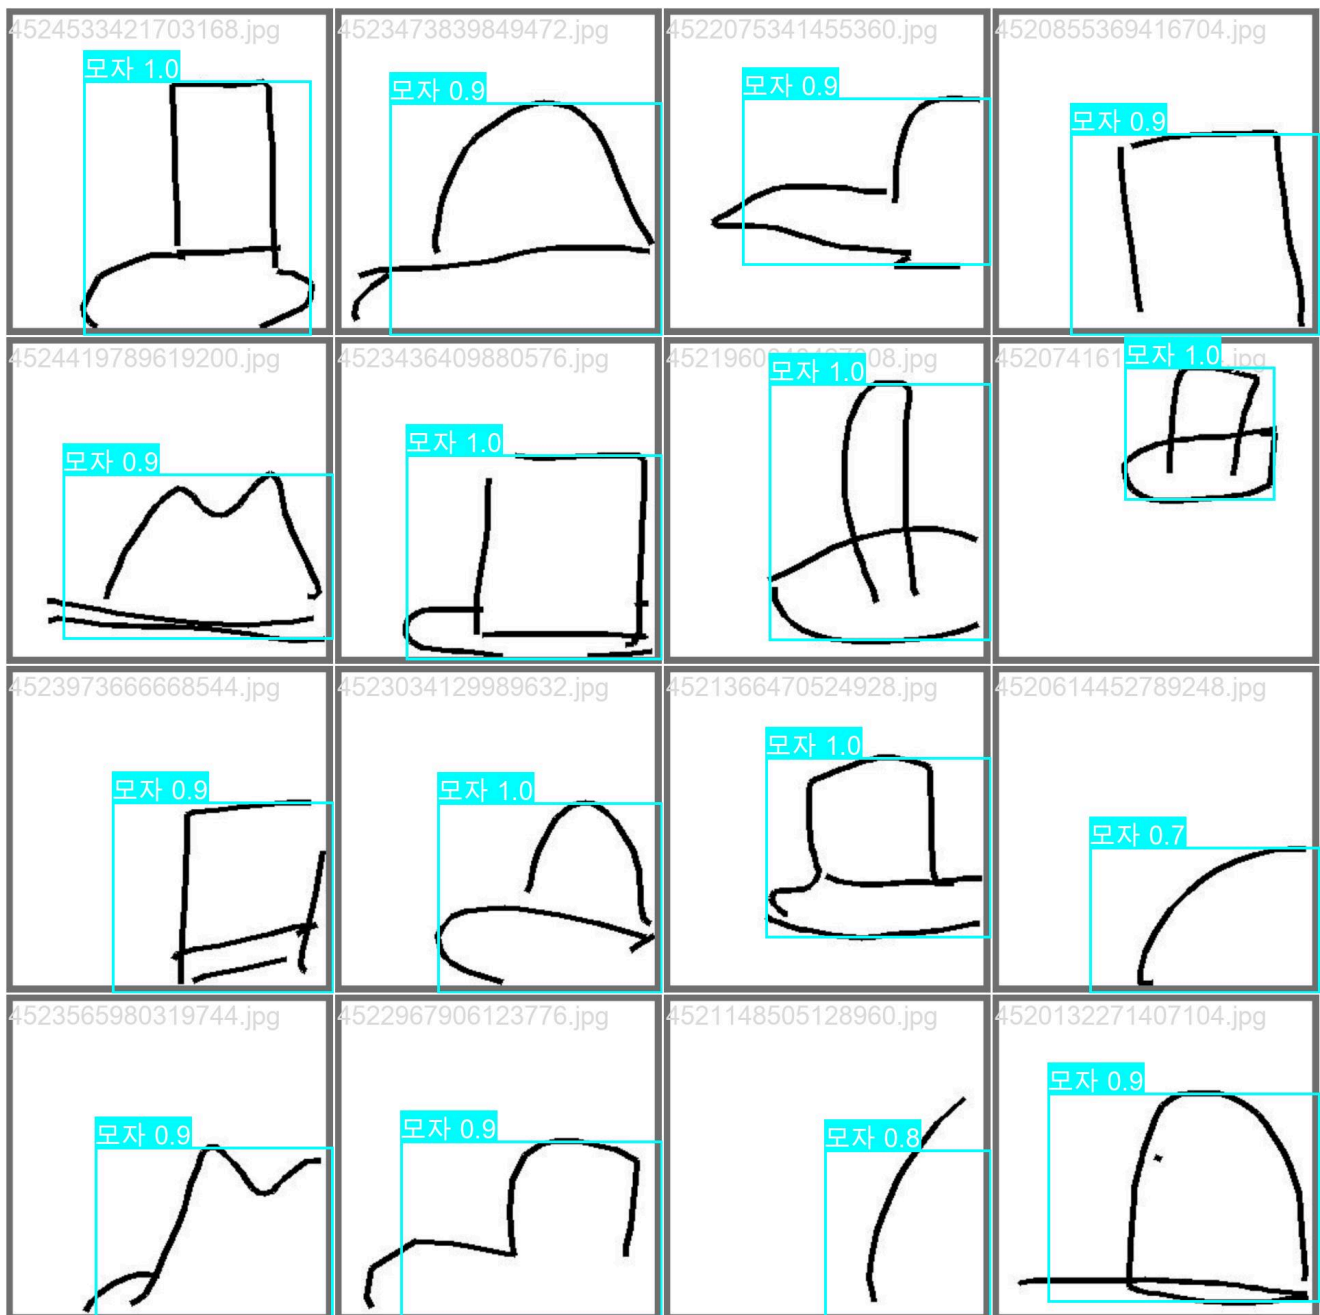 4524533421703168.jpg
모자 1.0
4523473839849472.jpg
모자 0.9
4522075341455360.jpg
모자 0.9
4520855369416704.jpg
모자 0.9
4524419789619200.jpg
모자 0.9
4523436409880576.jpg
모자 1.0
모자 1.0
모자 1.0
4523973666668544.jpg
모자 0.9
4523034129989632.jpg
모자 1.0
4521366470524928.jpg
모자 1.0
4520614452789248.jpg
모자 0.7
4523565980319744.jpg
모자 0.9
4522967906123776.jpg
모자 0.9
4521148505128960.jpg
모자 0.8
4520132271407104.jpg
모자 0.9